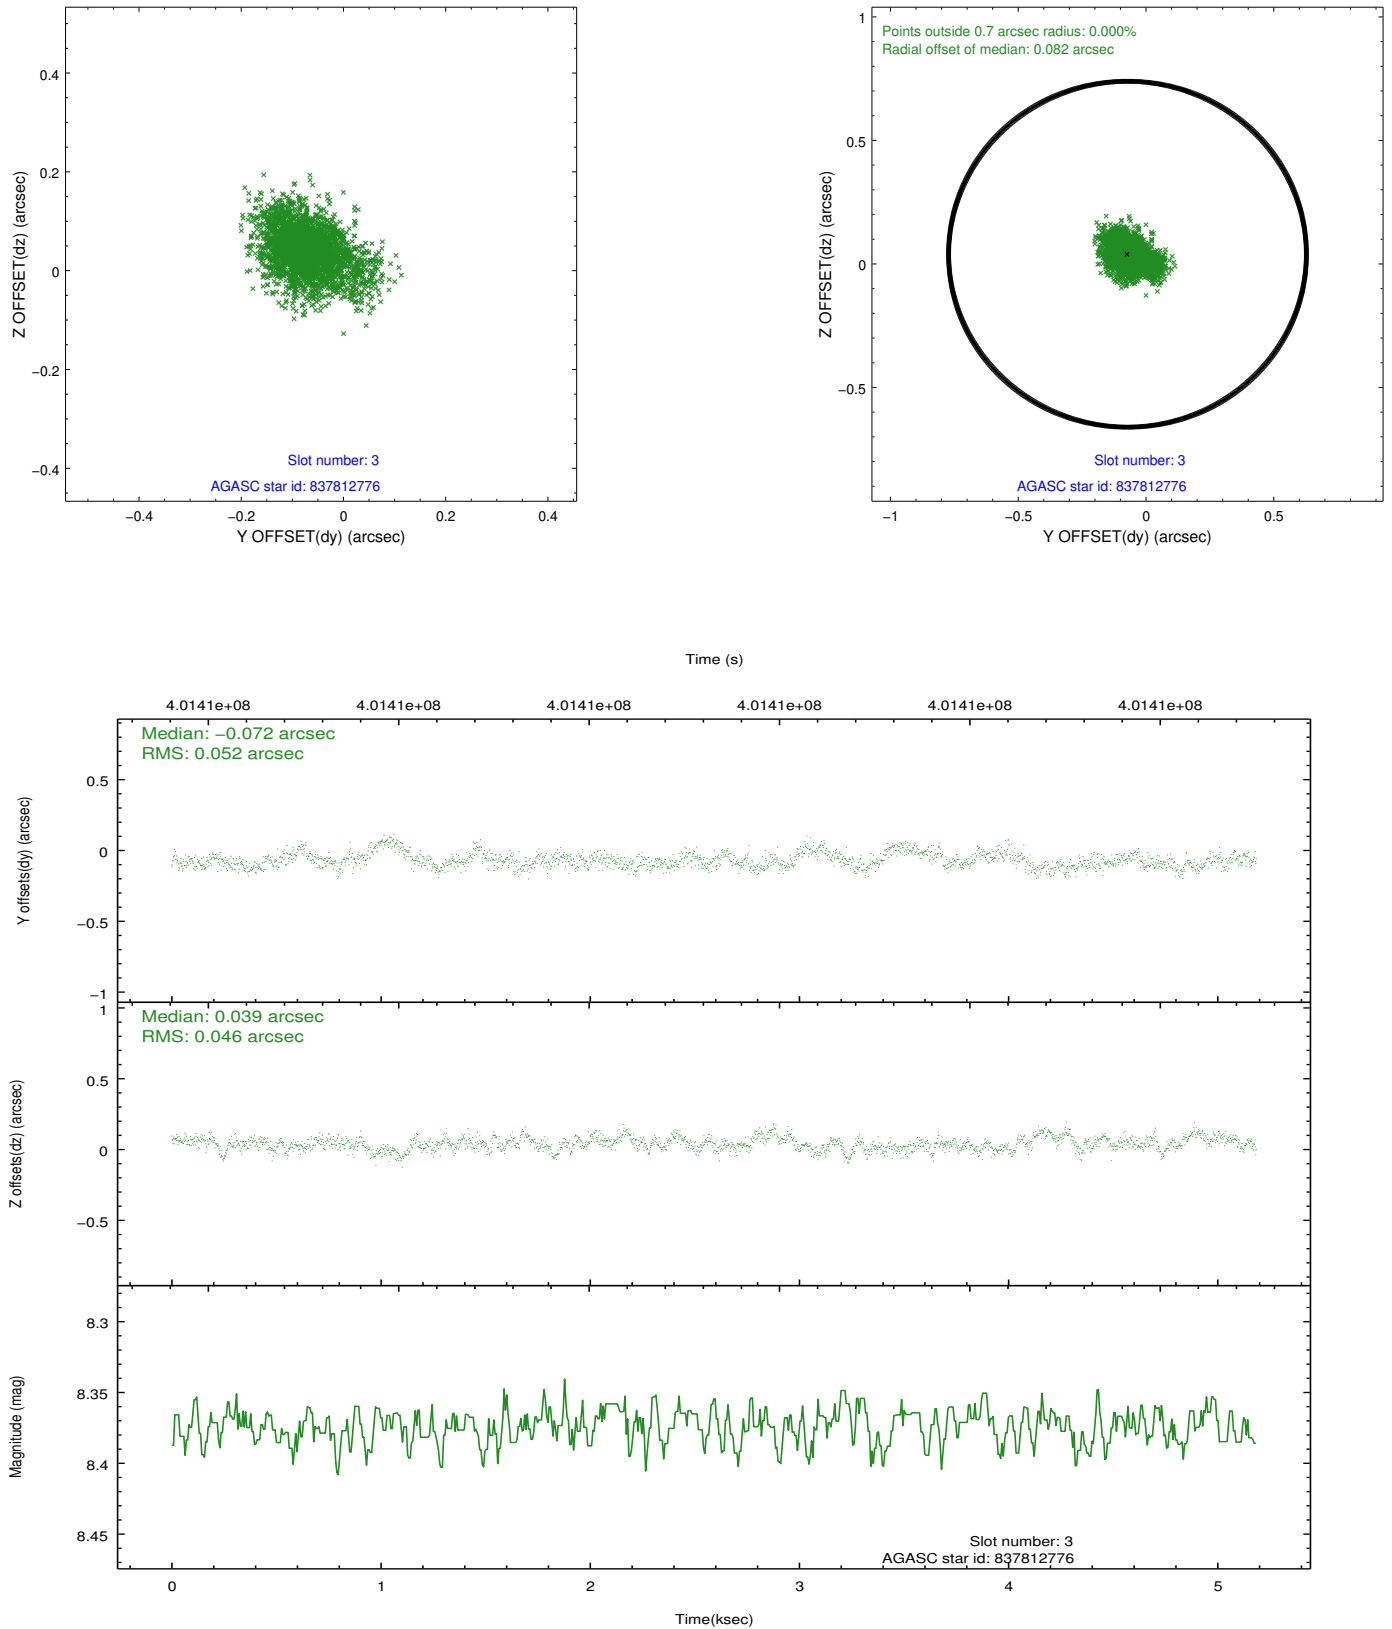 0.4
0.2
0
−0.2
−0.4
Z OFFSET(dz) (arcsec)
Slot number: 3
AGASC star id: 837812776
−0.4
−0.2
0
0.2
0.4
Y OFFSET(dy) (arcsec)
Points outside 0.7 arcsec radius: 0.000%
Radial offset of median: 0.082 arcsec
1
0.5
0
−0.5
Z OFFSET(dz) (arcsec)
Slot number: 3
AGASC star id: 837812776
−1
−0.5
0
0.5
Y OFFSET(dy) (arcsec)
Time (s)
4.0141e+08
4.0141e+08
4.0141e+08
4.0141e+08
4.0141e+08
4.0141e+08
Median: −0.072 arcsec
RMS: 0.052 arcsec
0.5
0
−0.5
−1
Y offsets(dy) (arcsec)
Median: 0.039 arcsec
RMS: 0.046 arcsec
1
0.5
0
−0.5
Z offsets(dz) (arcsec)
8.3
8.35
8.4
8.45
Magnitude (mag)
Slot number: 3
AGASC star id: 837812776
0
1
2
3
4
5
Time(ksec)